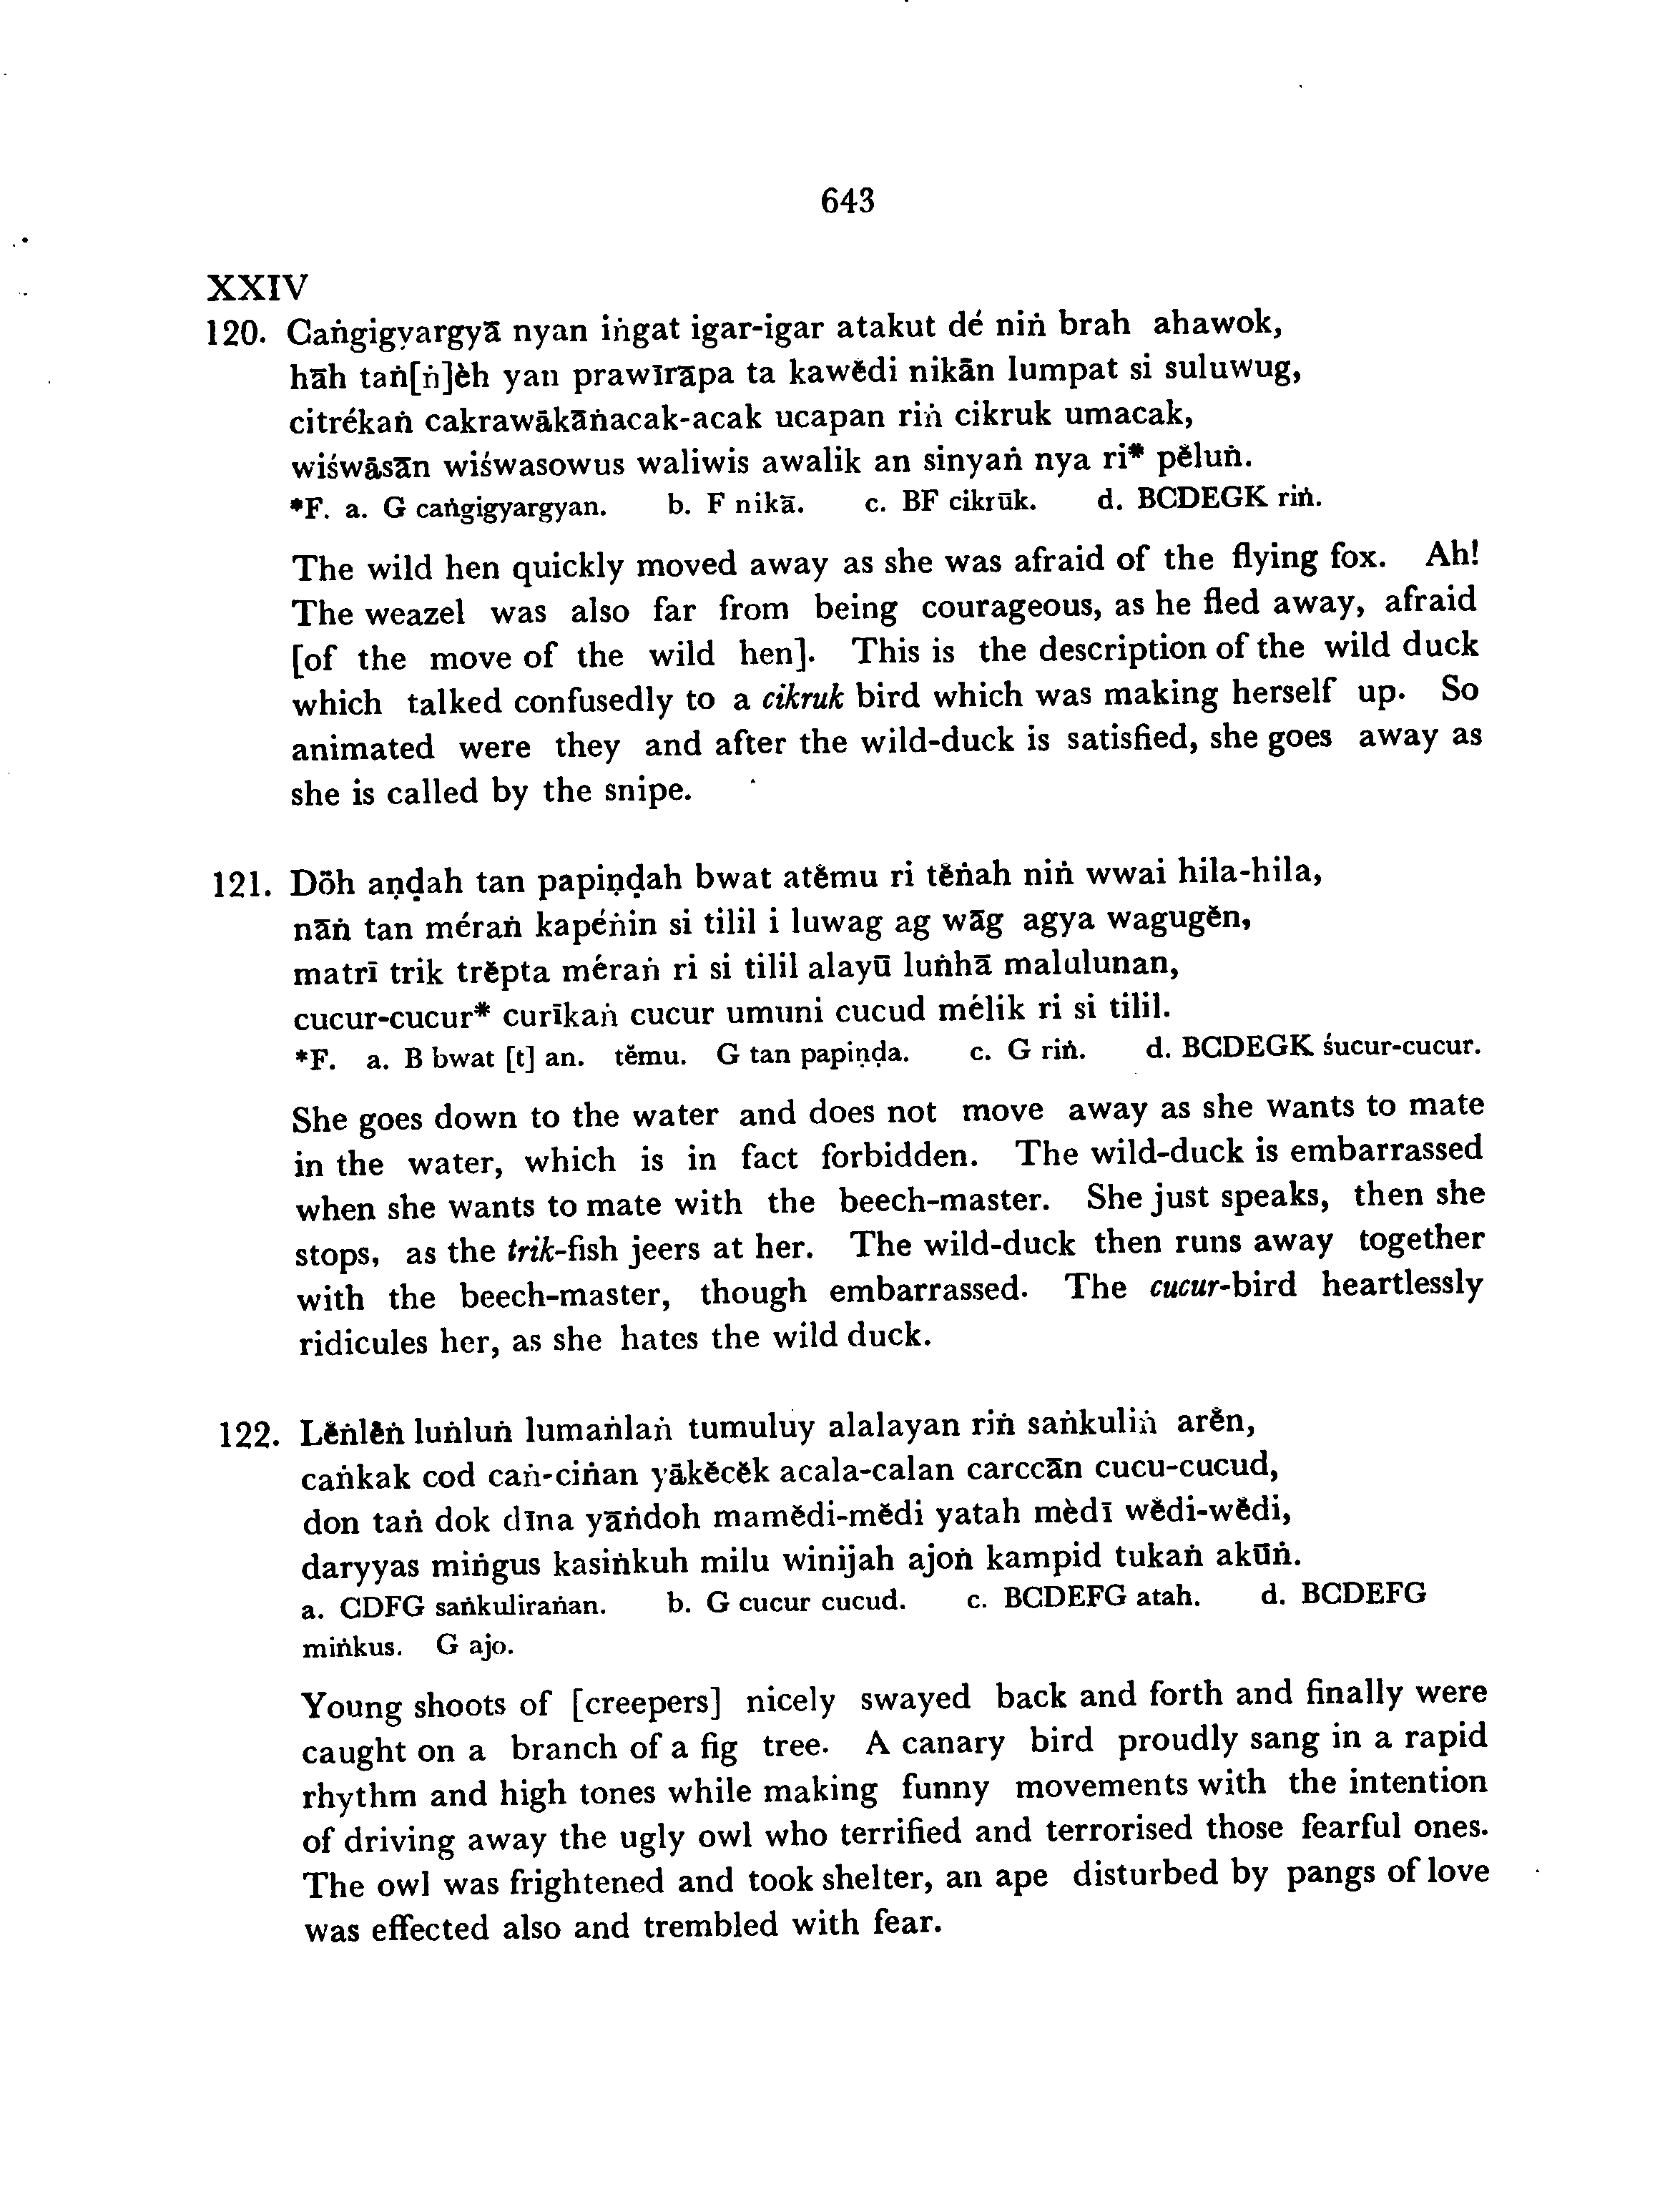 643
XXIV
120. Caṅgigyargyā nyan iṅgat igar-igar atakut dé niṅ brah ahawok,
hāh taṅ[ṅ]èh yan prawīrāpa ta kawĕdi nikān lumpat si suluwug,
citrékaṅ cakrawākāṅacak-acak ucapan riṅ cikruk umacak,
wiśwāsān wiśwasowus waliwis awalik an sinyaṅ nya ri* pĕluṅ.
*F. a. G caṅgigyargyan. b. F nikā. c. BF cikrūk. d. BCDEGK riṅ.
The wild hen quickly moved away as she was afraid of the flying fox. Ah!
The weazel was also far from being courageous, as he fled away, afraid
[of the move of the wild hen]. This is the description of the wild duck
which talked confusedly to a cikruk bird which was making herself up. So
animated were they and after the wild-duck is satisfied, she goes away as
she is called by the snipe.
121. Döh aṇḍah tan papiṇḍah bwat atĕmu ri tĕṅah niṅ wwai hila-hila,
nāṅ tan méraṅ kapéṅin si tilil i luwag ag wāg agya wagugĕn,
matrī trik trĕpta méraṅ ri si tilil alayū luṅhā malulunan,
cucur-cucur* curīkaṅ cucur umuni cucud mélik ri si tilil.
*F. a. B bwat [t] an. tĕmu. G tan papiṇḍa. c. G riṅ. d. BCDEGK śucur-cucur.
She goes down to the water and does not move away as she wants to mate
in the water, which is in fact forbidden. The wild-duck is embarrassed
when she wants to mate with the beech-master. She just speaks, then she
stops, as the trik-fish jeers at her. The wild-duck then runs away together
with the beech-master, though embarrassed. The cucur-bird heartlessly
ridicules her, as she hates the wild duck.
122. Lĕṅlĕṅ luṅluṅ lumaṅlaṅ tumuluy alalayan riṅ saṅkuliṅ arĕn,
caṅkak cod caṅ-ciṅan yākĕcĕk acala-calan carccān cucu-cucud,
don taṅ dok dīna yāṅdoh mamĕdi-mĕdi yatah mèdī wĕdi-wĕdi,
daryyas miṅgus kasiṅkuh milu winijah ajoṅ kampid tukaṅ akūṅ.
a. CDFG saṅkuliraṅan. b. G cucur cucud. c. BCDEFG atah. d. BCDEFG
miṅkus. G ajo.
Young shoots of [creepers] nicely swayed back and forth and finally were
caught on a branch of a fig tree. A canary bird proudly sang in a rapid
rhythm and high tones while making funny movements with the intention
of driving away the ugly owl who terrified and terrorised those fearful ones.
The owl was frightened and took shelter, an ape disturbed by pangs of love
was effected also and trembled with fear.